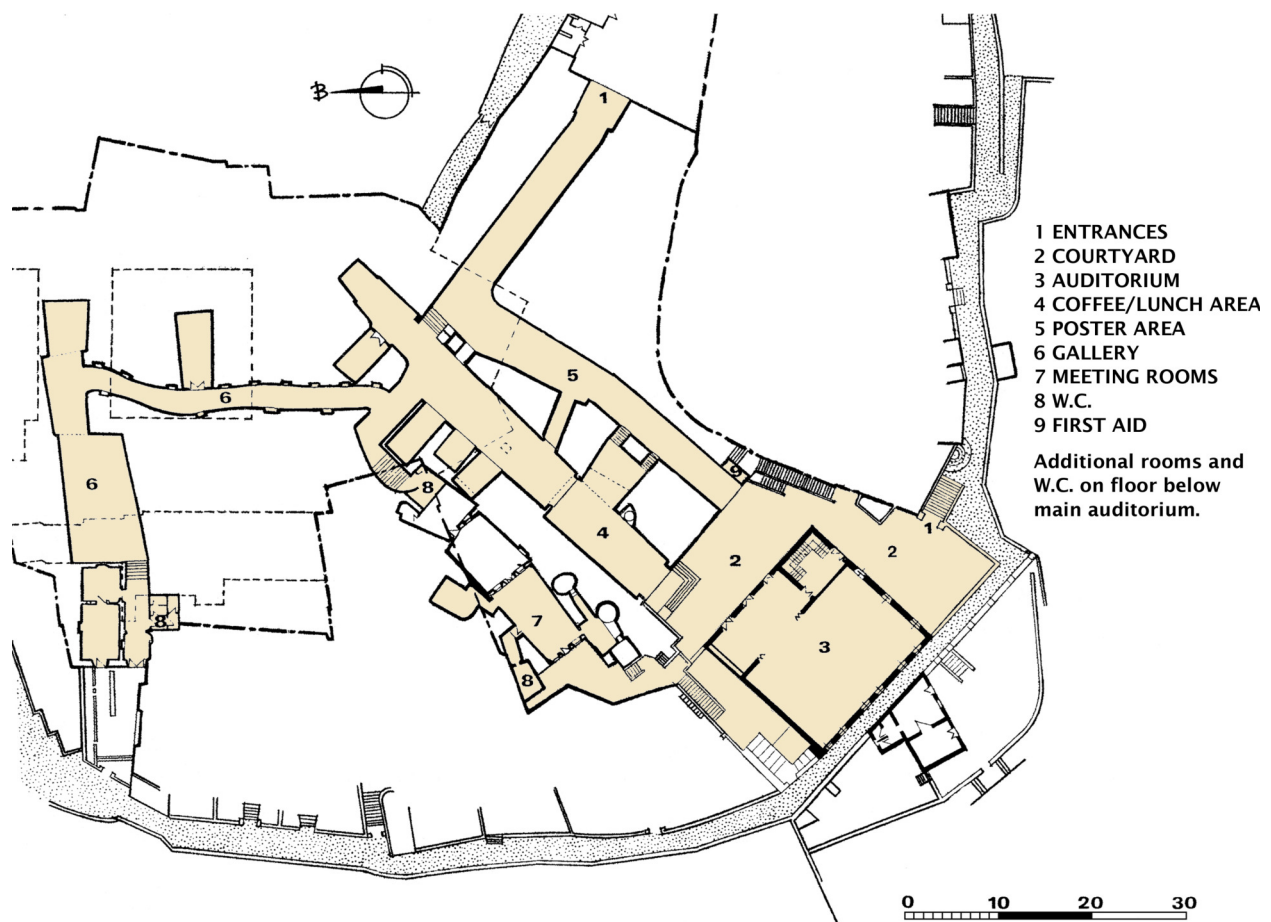 1
B
1 ENTRANCES
2 COURTYARD
3 AUDITORIUM
4 COFFEE/LUNCH AREA
5 POSTER AREA
6 GALLERY
7 MEETING ROOMS
8 W.C.
9 FIRST AID
Additional rooms and
W.C. on floor below
main auditorium.
5
6
6
9
8
1
4
2
2
8
7
3
8
0 10 20 30